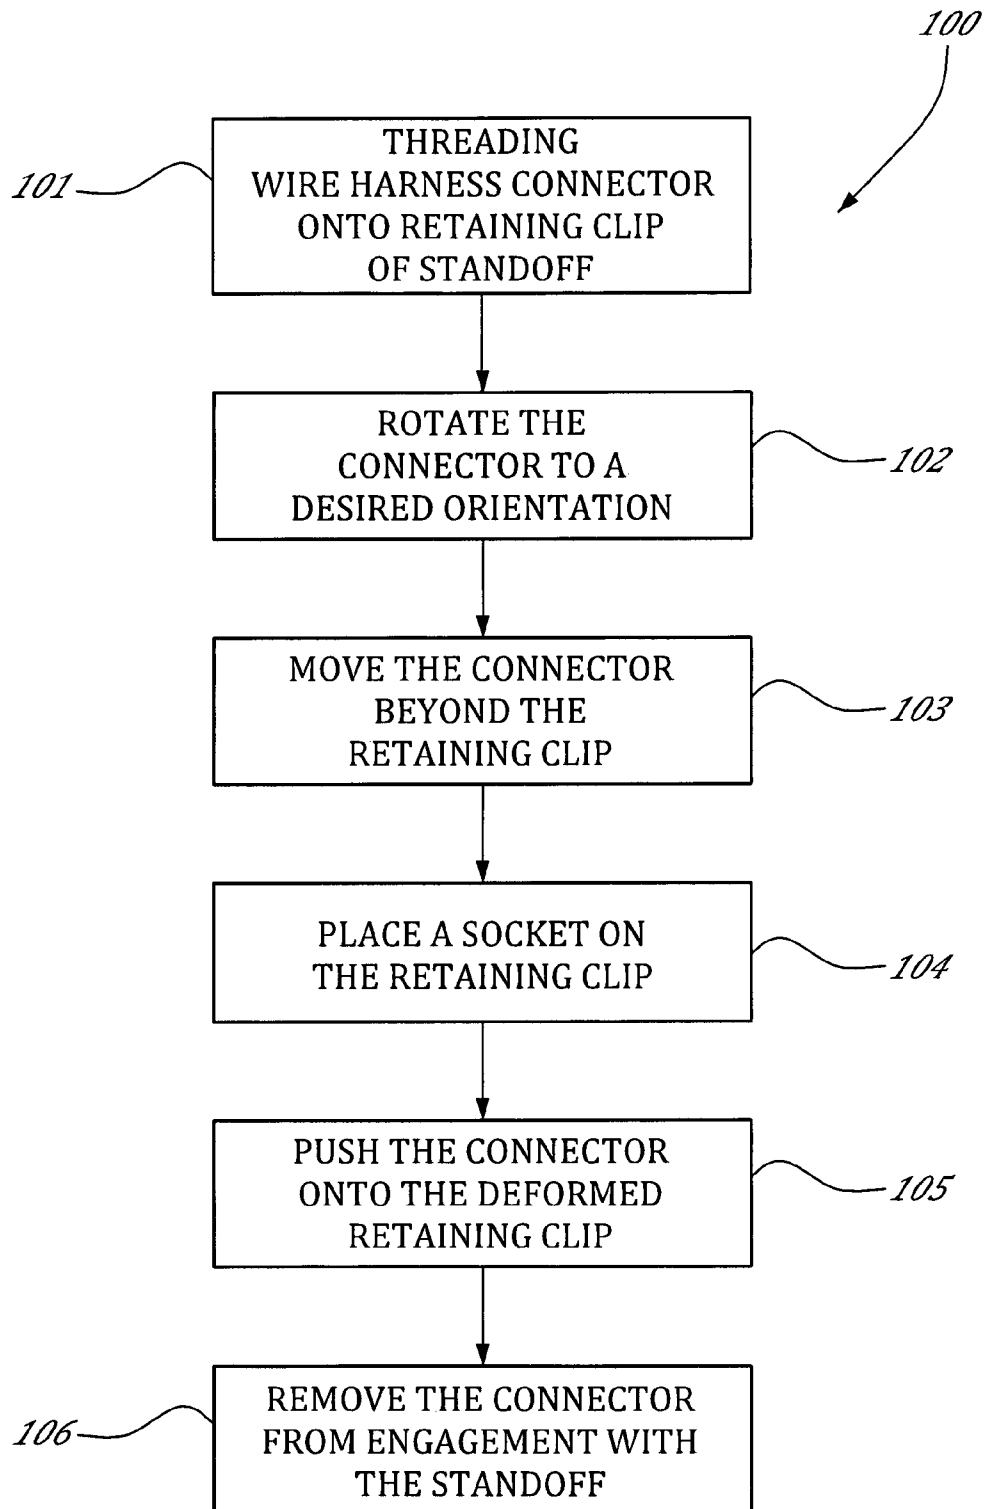 100
101
THREADING
WIRE HARNESS CONNECTOR
ONTO RETAINING CLIP
OF STANDOFF
ROTATE THE
CONNECTOR TO A
DESIRED ORIENTATION
102
MOVE THE CONNECTOR
BEYOND THE
RETAINING CLIP
103
PLACE A SOCKET ON
THE RETAINING CLIP
104
PUSH THE CONNECTOR
ONTO THE DEFORMED
RETAINING CLIP
105
106
REMOVE THE CONNECTOR
FROM ENGAGEMENT WITH
THE STANDOFF